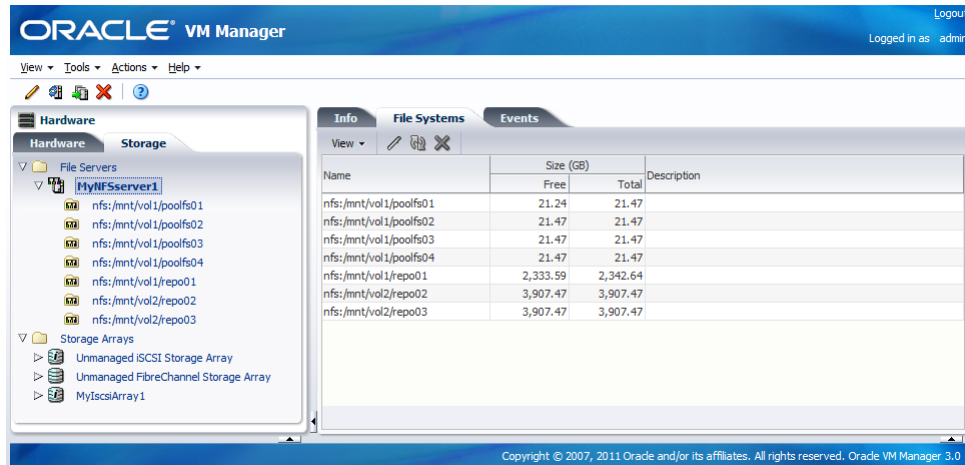 Logout
ORACLE® VM Manager
Logged in as admin
View Tools Actions Help
Hardware
Hardware Storage
File Servers
MyNFSserver1
nfs:/mnt/vol1/poolfs01
nfs:/mnt/vol1/poolfs02
nfs:/mnt/vol1/poolfs03
nfs:/mnt/vol1/poolfs04
nfs:/mnt/vol1/repo01
nfs:/mnt/vol2/repo02
nfs:/mnt/vol2/repo03
Storage Arrays
Unmanaged iSCSI Storage Array
Unmanaged FibreChannel Storage Array
MyIscsiArray1
Info File Systems Events
View
Name Size (GB) Description
Free Total
nfs:/mnt/vol1/poolfs01 21.24 21.47
nfs:/mnt/vol1/poolfs02 21.47 21.47
nfs:/mnt/vol1/poolfs03 21.47 21.47
nfs:/mnt/vol1/poolfs04 21.47 21.47
nfs:/mnt/vol1/repo01 2,333.59 2,342.64
nfs:/mnt/vol2/repo02 3,907.47 3,907.47
nfs:/mnt/vol2/repo03 3,907.47 3,907.47
Copyright © 2007, 2011 Oracle and/or its affiliates. All rights reserved. Oracle VM Manager 3.0